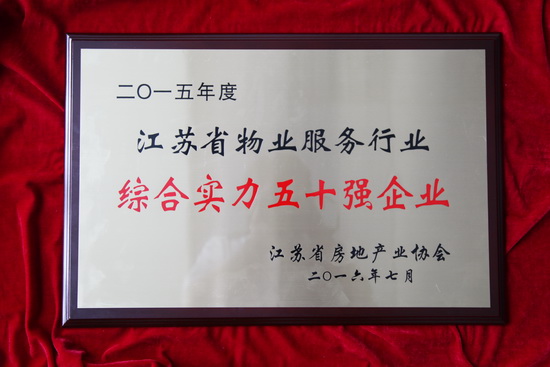 二〇一五年度
江苏省物业服务行业
综合实力五十强企业
江苏省房地产业协会
二〇一六年七月